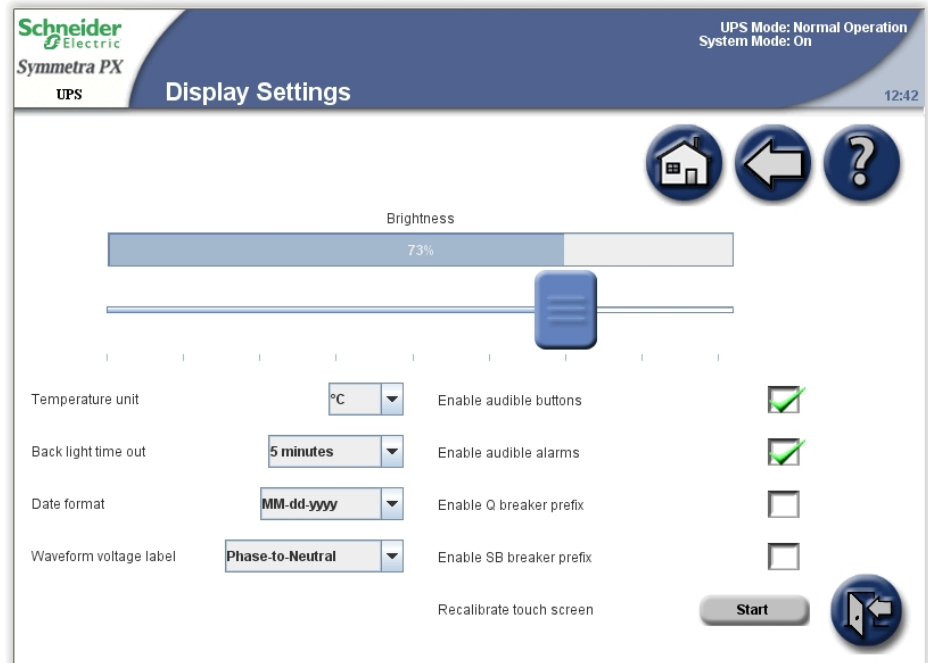 Schneider
Electric
Symmetra PX
UPS
Display Settings
UPS Mode: Normal Operation
System Mode: On
12:42
?
Brightness
73%
Temperature unit °C
Enable audible buttons
Back light time out 5 minutes
Enable audible alarms
Date format MM-dd-yyyy
Enable Q breaker prefix
Waveform voltage label Phase-to-Neutral
Enable SB breaker prefix
Recalibrate touch screen Start